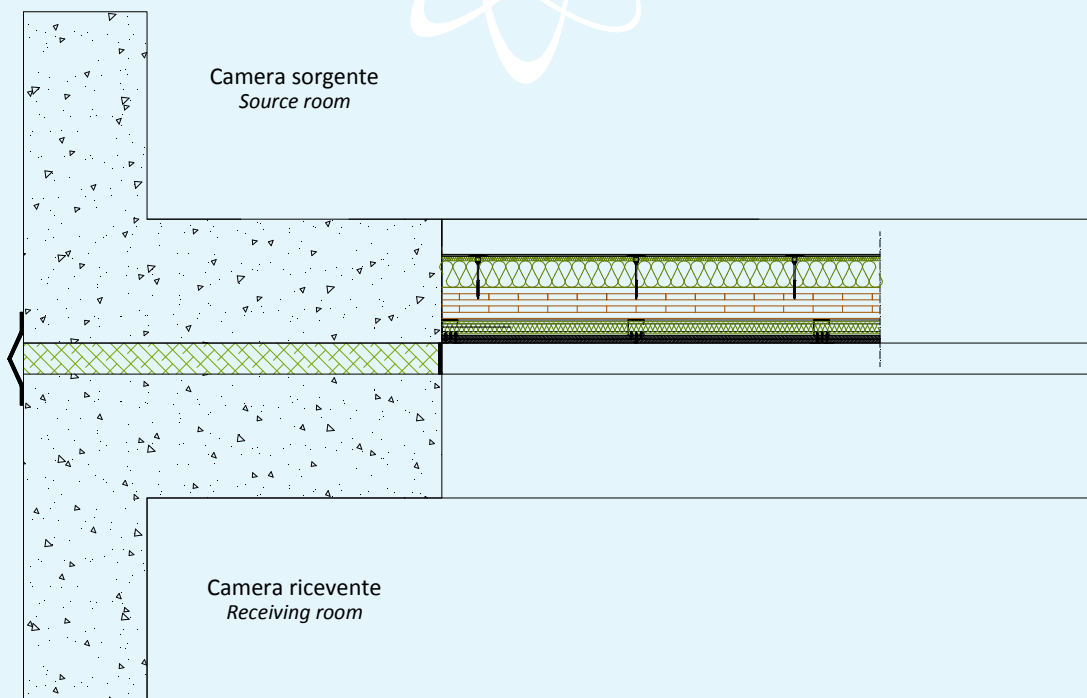 Camera sorgente
Source room
Camera ricevente
Receiving room